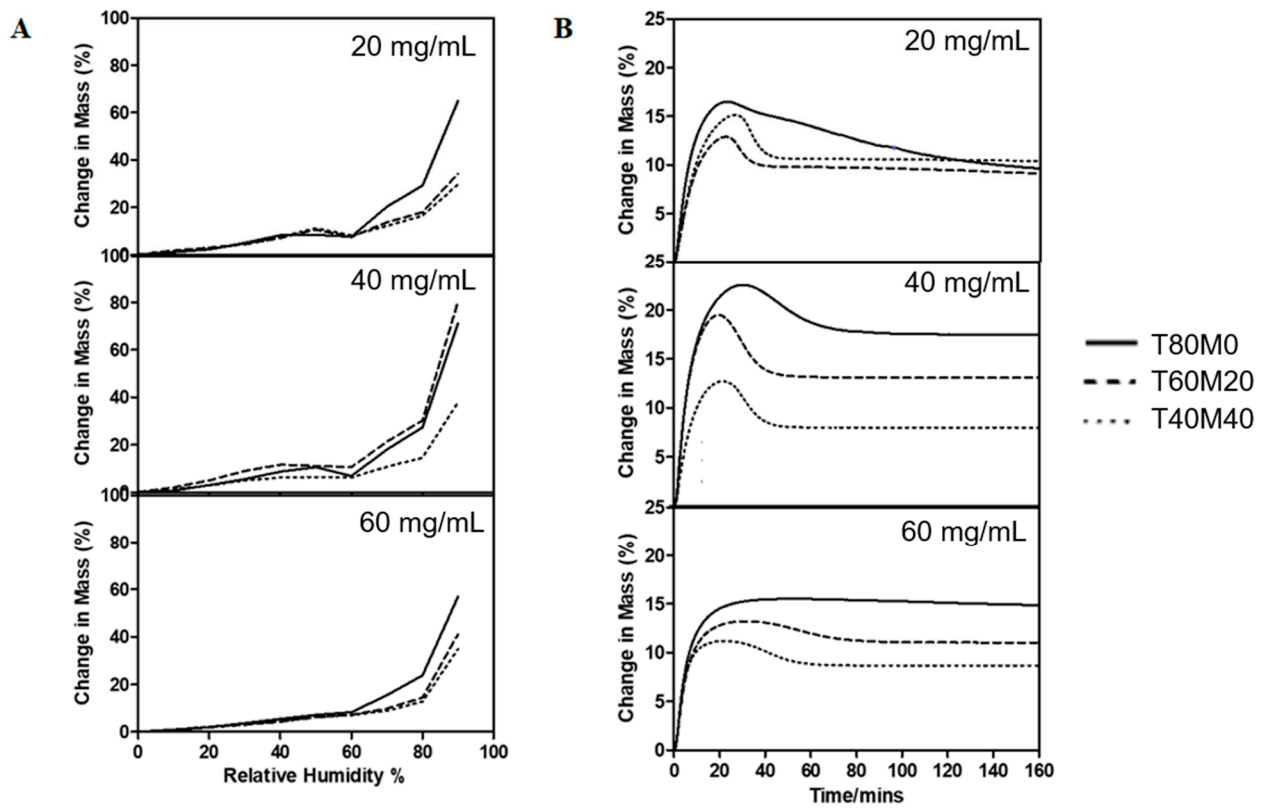 A
B
20 mg/mL
Change in Mass (%)
100
80
60
40
20
0
40 mg/mL
Change in Mass (%)
100
80
60
40
20
0
60 mg/mL
Change in Mass (%)
80
60
40
20
0
0 20 40 60 80 100
Relative Humidity %
20 mg/mL
Change in Mass (%)
25
20
15
10
5
40 mg/mL
Change in Mass (%)
25
20
15
10
5
60 mg/mL
Change in Mass (%)
25
20
15
10
5
0
0 20 40 60 80 100 120 140 160
Time/mins
T80M0
T60M20
T40M40